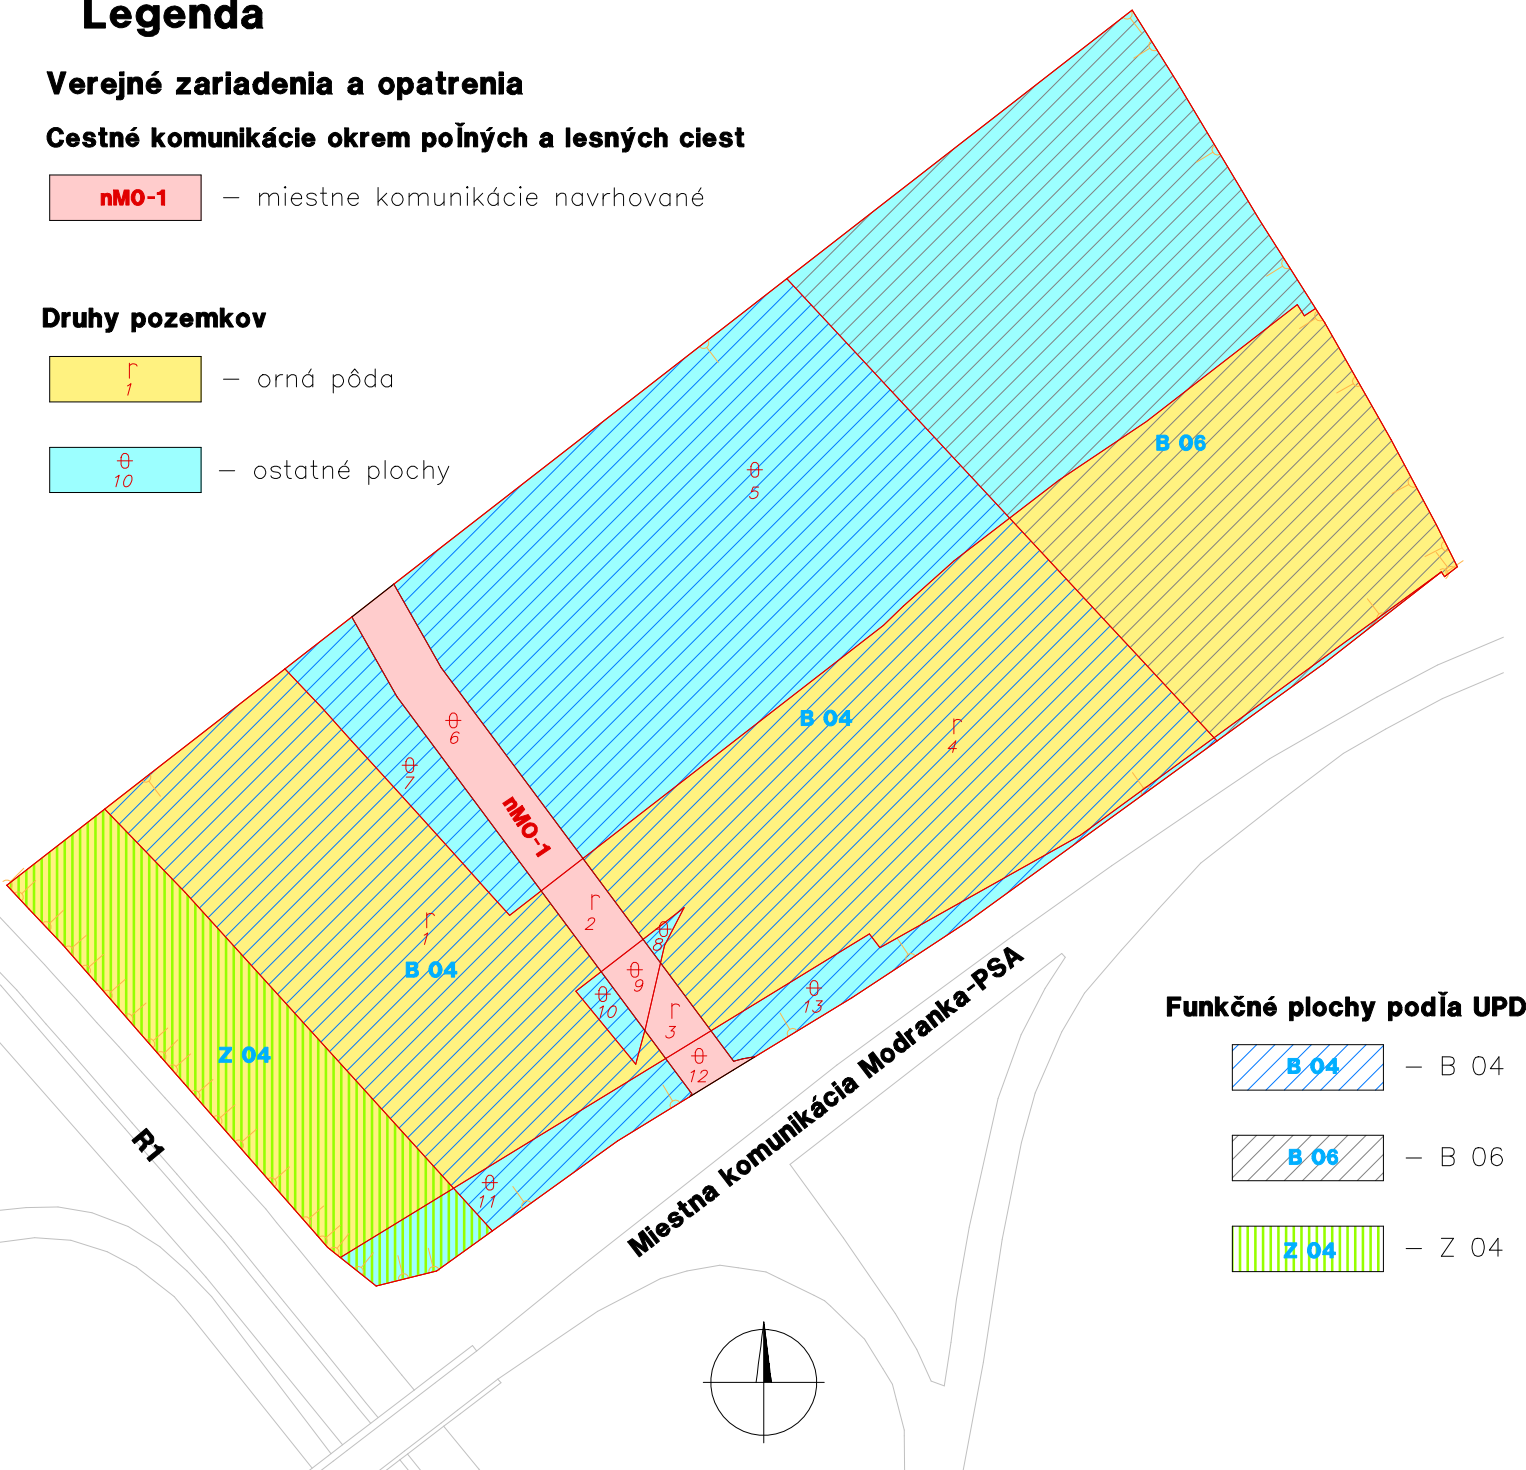 Legenda
Verejné zariadenia a opatrenia
Cestné komunikácie okrem poľných a lesných ciest
nMO-1 – miestne komunikácie navrhované
Druhy pozemkov
r
1
– orná pôda
θ
10
– ostatné plochy
B 06
θ
5
B 04
r
4
θ
6
θ
7
nMO-1
r
2
θ
8
θ
9
θ
10
r
3
θ
12
θ
13
r
1
B 04
Z 04
θ
11
R1
Miestna komunikácia Modranka-PSA
Funkčné plochy podľa UPD
B 04 – B 04
B 06 – B 06
Z 04 – Z 04